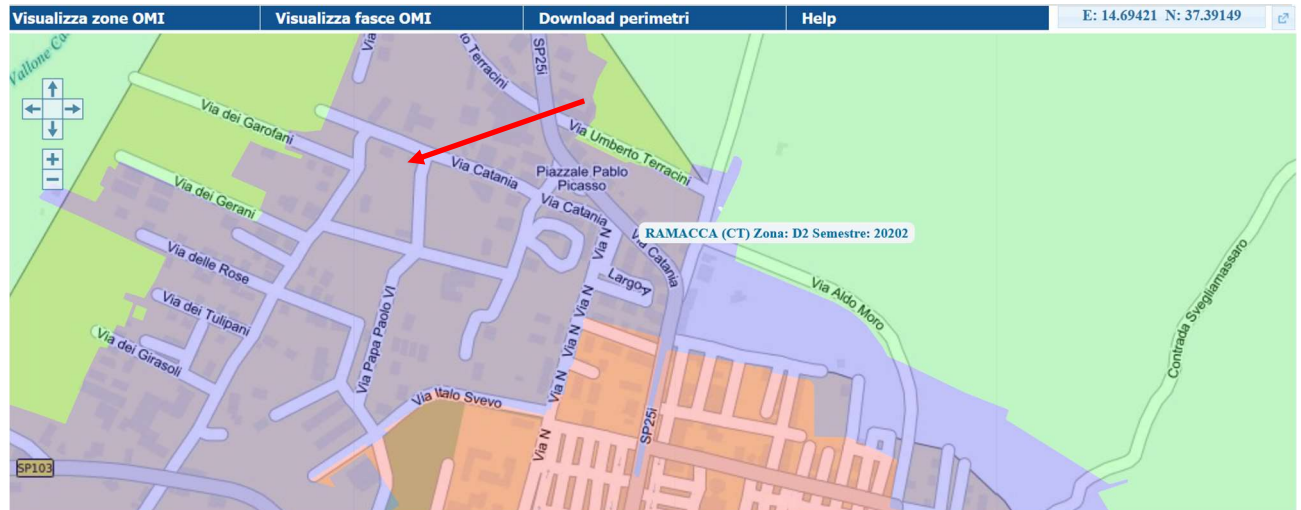 Visualizza zone OMI
Visualizza fasce OMI
Download perimetri
Help
E: 14.69421 N: 37.39149
Via
SP25i
Terracini
Via dei Garofani
Via Umberto Terracini
Via Catania
Piazzale Pablo
Picasso
Via dei Gerani
Via Catania
RAMACCA (CT) Zona: D2 Semestre: 20202
Via N
Via Catania
Via delle Rose
Largo
Via Aldo Moro
Contrada Svegliamassaro
Via dei Tulipani
Via N
Via Papa Paolo VI
Via N
Via dei Girasoli
Via Italo Svevo
Via N
SP25i
Via N
SP103